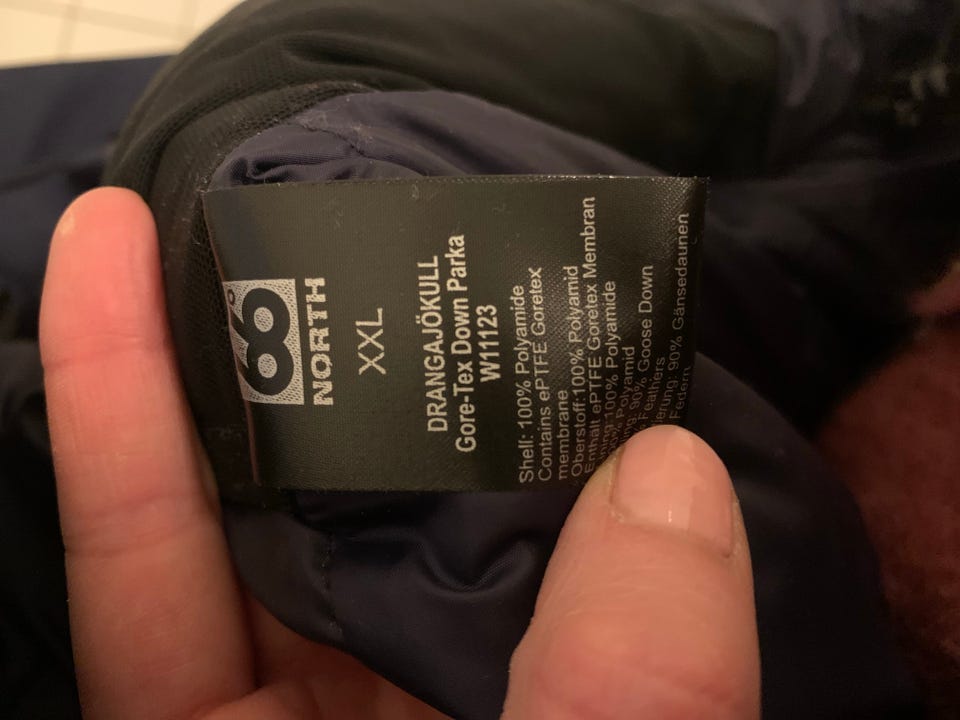 66°
NORTH
XXL
DRANGAJÖKULL
Gore-Tex Down Parka
W11123
Shell: 100% Polyamide
Contains ePTFE Goretex
membrane
Oberstoff:100% Polyamid
Enthält ePTFE Goretex Membran
100% Polyamide
Polyamid
90% Goose Down
Feathers
90% Gänsedaunen
Federn